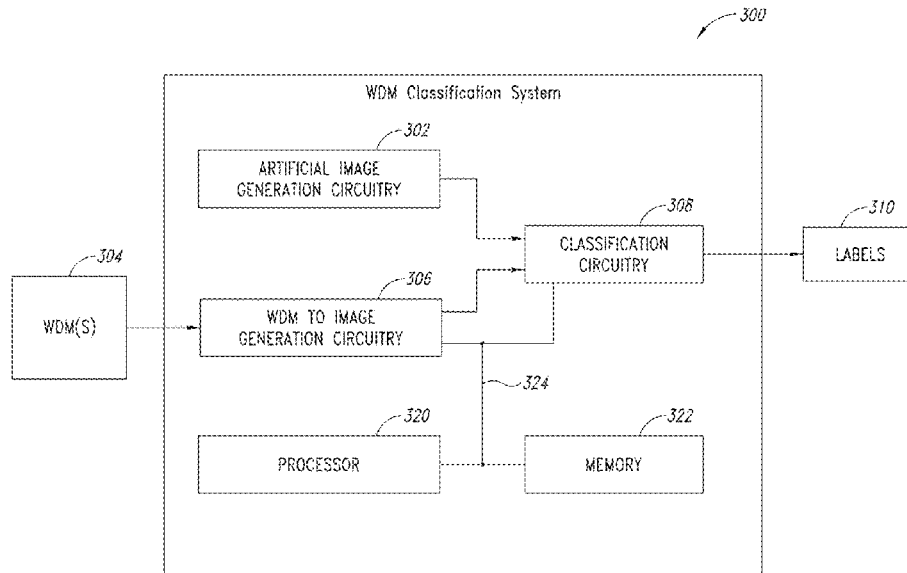 300
WDM Classification System
302
ARTIFICIAL IMAGE
GENERATION CIRCUITRY
308
CLASSIFICATION
CIRCUITRY
310
LABELS
304
WDM(S)
306
WDM TO IMAGE
GENERATION CIRCUITRY
324
320
PROCESSOR
322
MEMORY